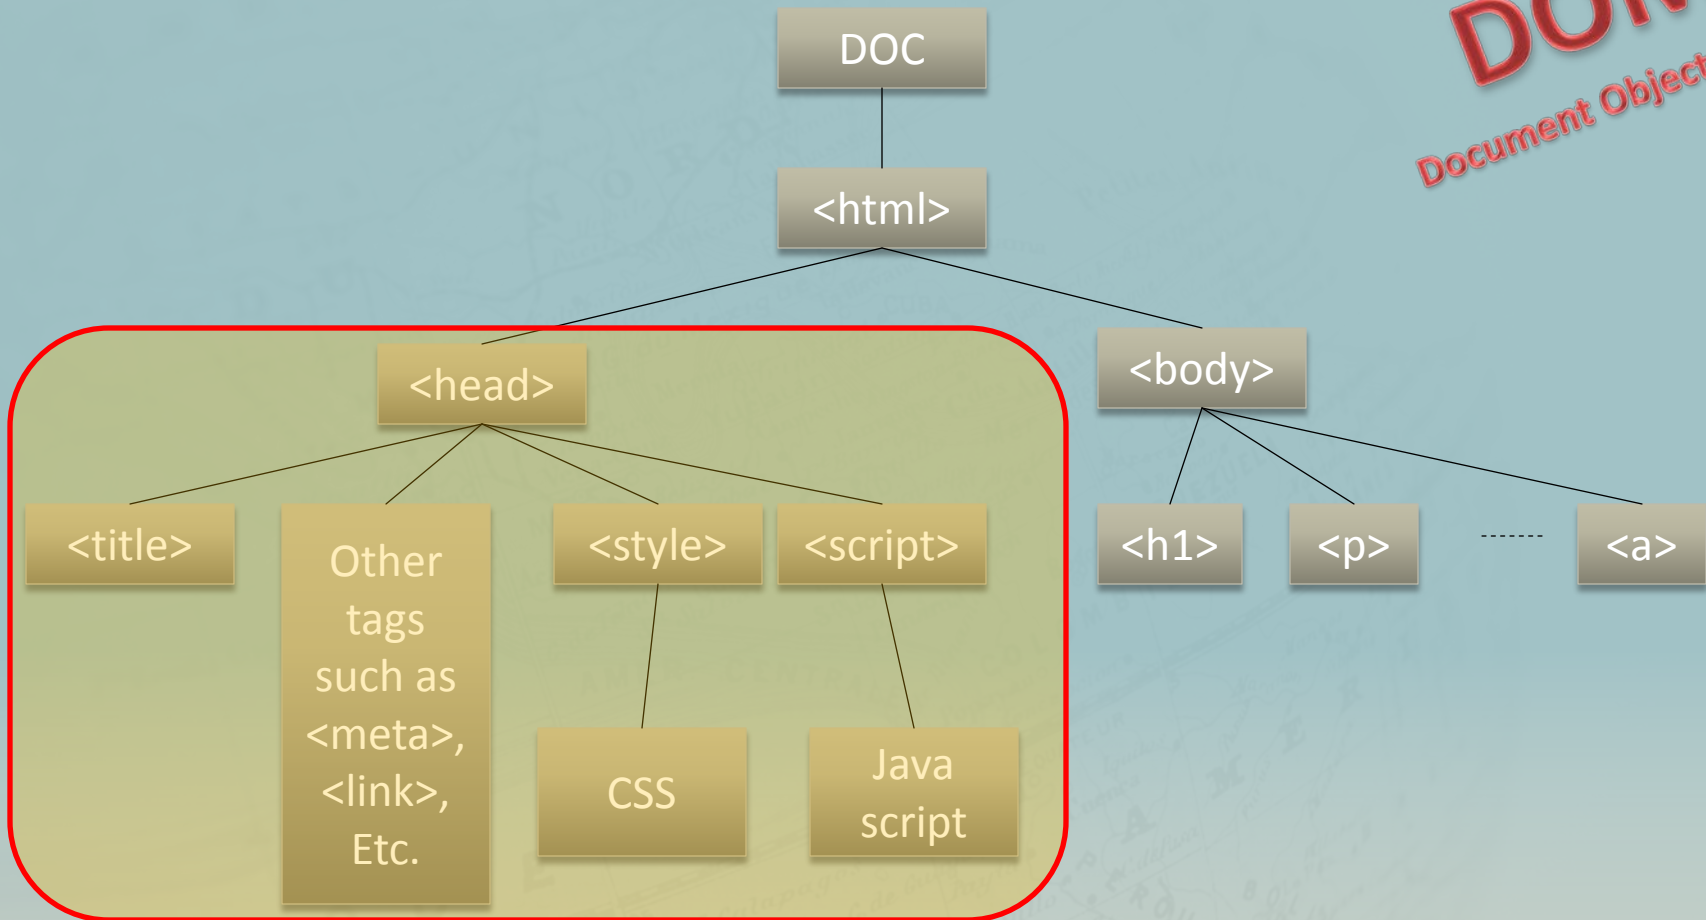 DOC
DOM
Document Object
<html>
<head>
<body>
<title>
Other
tags
such as
<meta>,
<link>,
Etc.
<style>
<script>
<h1>
<p>
-------
<a>
CSS
Java
script